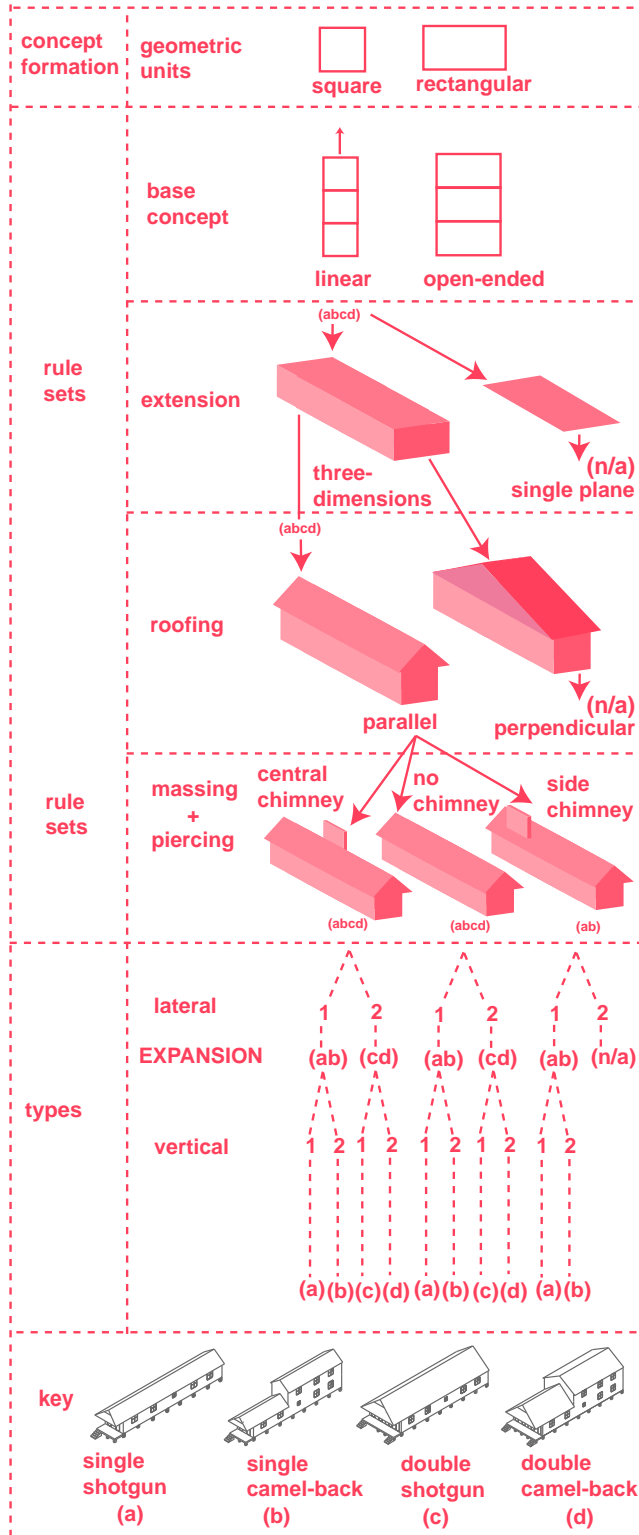 concept
formation
geometric
units
square
rectangular
rule
sets
base
concept
linear
open-ended
extension
(abcd)
(n/a)
single plane
three-
dimensions
roofing
(abcd)
(n/a)
parallel
perpendicular
rule
sets
massing
+
piercing
central
chimney
no
chimney
side
chimney
(abcd)
(abcd)
(ab)
types
lateral
1 2 1 2 1 2
EXPANSION
(ab) (cd) (ab) (cd) (ab) (n/a)
vertical
1 2 1 2 1 2 1 2 1 2
(a) (b) (c) (d) (a) (b) (c) (d) (a) (b)
key
single
shotgun
(a)
single
camel-back
(b)
double
shotgun
(c)
double
camel-back
(d)